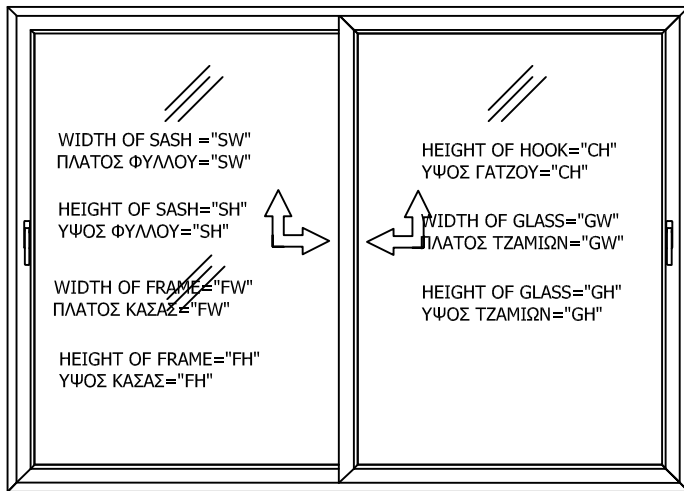 WIDTH OF SASH ="SW"
ΠΛΑΤΟΣ ΦΥΛΛΟΥ="SW"
HEIGHT OF SASH="SH"
ΥΨΟΣ ΦΥΛΛΟΥ="SH"
WIDTH OF FRAME="FW"
ΠΛΑΤΟΣ ΚΑΣΑΣ="FW"
HEIGHT OF FRAME="FH"
ΥΨΟΣ ΚΑΣΑΣ="FH"
HEIGHT OF HOOK="CH"
ΥΨΟΣ ΓΑΤΖΟΥ="CH"
WIDTH OF GLASS="GW"
ΠΛΑΤΟΣ ΤΖΑΜΙΩΝ="GW"
HEIGHT OF GLASS="GH"
ΥΨΟΣ ΤΖΑΜΙΩΝ="GH"